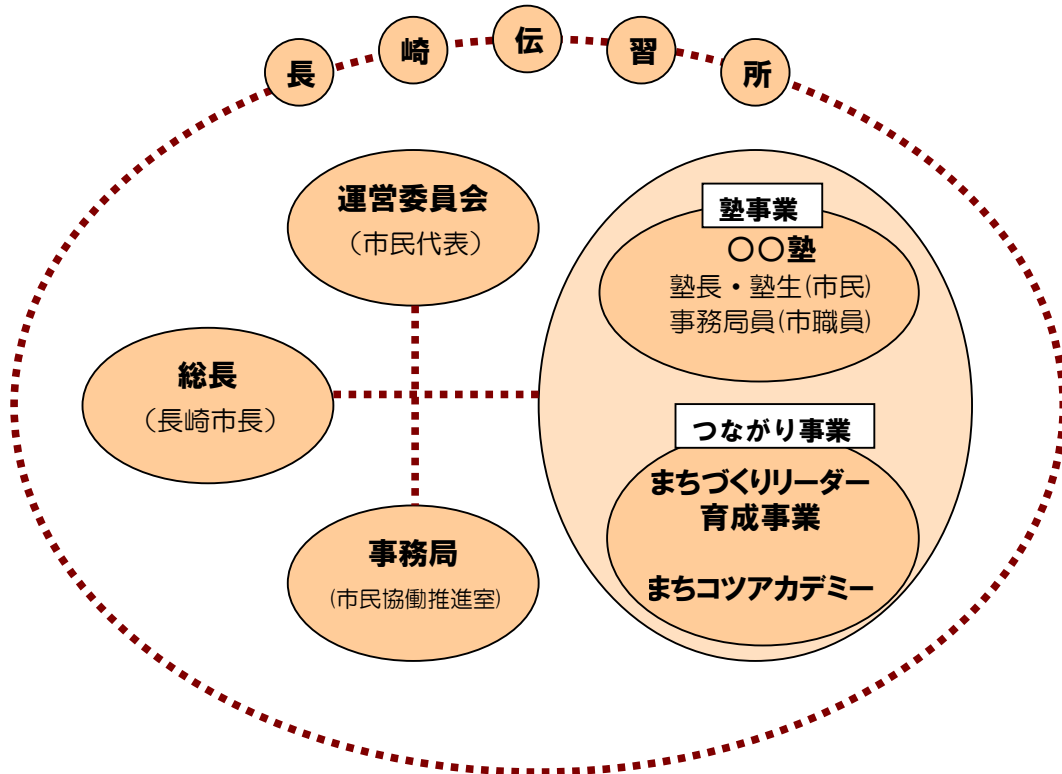 長崎伝習所
運営委員会
（市民代表）
総長
（長崎市長）
事務局
(市民協働推進室)
塾事業
〇〇塾
塾長・塾生(市民)
事務局員(市職員)
つながり事業
まちづくりリーダー
育成事業
まちコツアカデミー